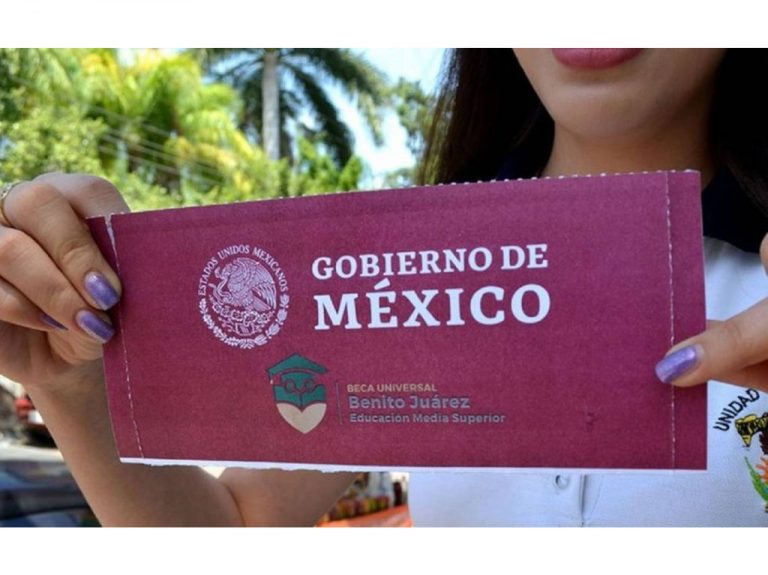 ESTADOS UNIDOS MEXICANOS
GOBIERNO DE
MÉXICO
BECA UNIVERSAL
Benito Juárez
Educación Media Superior
UNIDAD